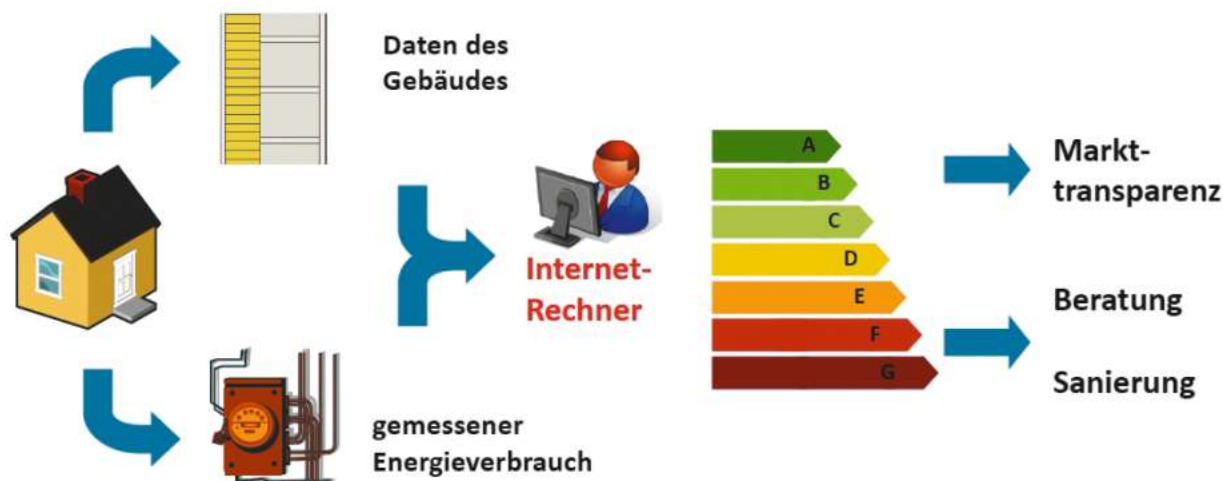 Daten des
Gebäudes
Internet-
Rechner
gemessener
Energieverbrauch
A
B
C
D
E
F
G
Markt-
transparenz
Beratung
Sanierung